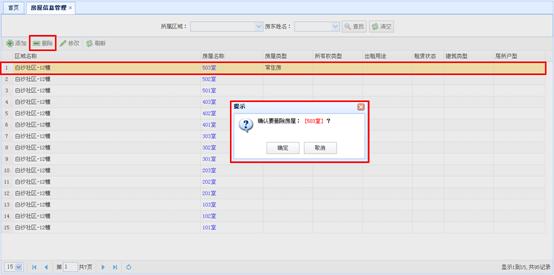 首页 房屋信息管理 ×
所属区域： 房东姓名： 查找 清空
添加 删除 修改 刷新
区域名称 房屋名称 房屋类型 所有权类型 出租用途 租赁状态 建筑类型 居所户型
1 白沙社区-12幢 503室 常住房
2 白沙社区-12幢 502室
3 白沙社区-12幢 501室
4 白沙社区-12幢 403室
5 白沙社区-12幢 402室
6 白沙社区-12幢 401室
7 白沙社区-12幢 303室
8 白沙社区-12幢 302室
9 白沙社区-12幢 301室
10 白沙社区-12幢 203室
11 白沙社区-12幢 202室
12 白沙社区-12幢 201室
13 白沙社区-12幢 103室
14 白沙社区-12幢 102室
15 白沙社区-12幢 101室
提示
确认要删除房屋：【503室】？
确定 取消
15 第 1 共7页 显示1到15, 共95记录